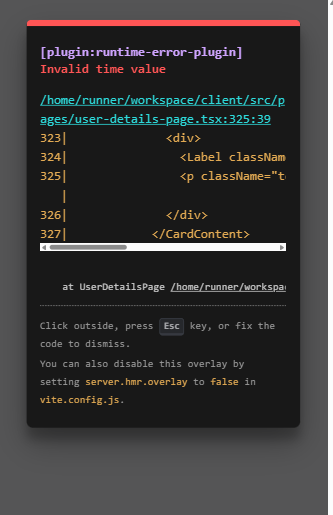 [plugin:runtime-error-plugin]
Invalid time value
/home/runner/workspace/client/src/p
ages/user-details-page.tsx:325:39
323|             <div>
324|               <Label classNam
325|               <p className="t
|
326|             </div>
327|           </CardContent>
at UserDetailsPage /home/runner/workspa
Click outside, press Esc key, or fix the
code to dismiss.
You can also disable this overlay by
setting server.hmr.overlay to false in
vite.config.js.